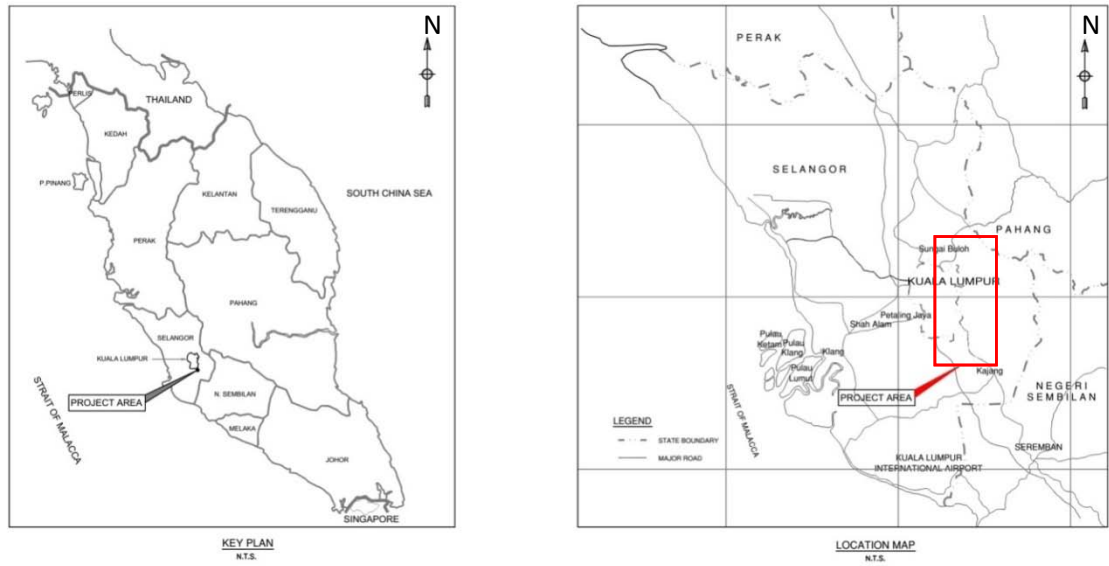 N
THAILAND
PERLIS
KEDAH
P.PINANG
KELANTAN
SOUTH CHINA SEA
TERENGGANU
PERAK
PAHANG
SELANGOR
KUALA LUMPUR
PROJECT AREA
N. SEMBILAN
STRAIT OF MALACCA
MELAKA
JOHOR
SINGAPORE
KEY PLAN
N.T.S.
N
PERAK
SELANGOR
PAHANG
Sungai Buloh
KUALA LUMPUR
Petaling Jaya
Shah Alam
Pulau
Ketam
Pulau
Klang
Klang
Pulau
Lumut
Kajang
PROJECT AREA
NEGERI
SEMBILAN
STRAIT OF MALACCA
LEGEND
STATE BOUNDARY
MAJOR ROAD
SEREMBAN
KUALA LUMPUR
INTERNATIONAL AIRPORT
LOCATION MAP
N.T.S.